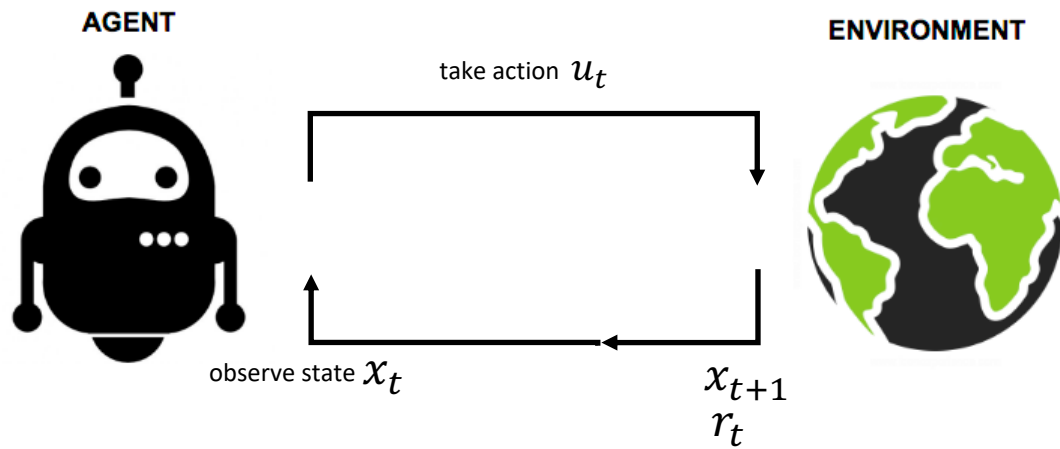 AGENT
ENVIRONMENT
take action u_t
observe state x_t
x_{t+1}
r_t